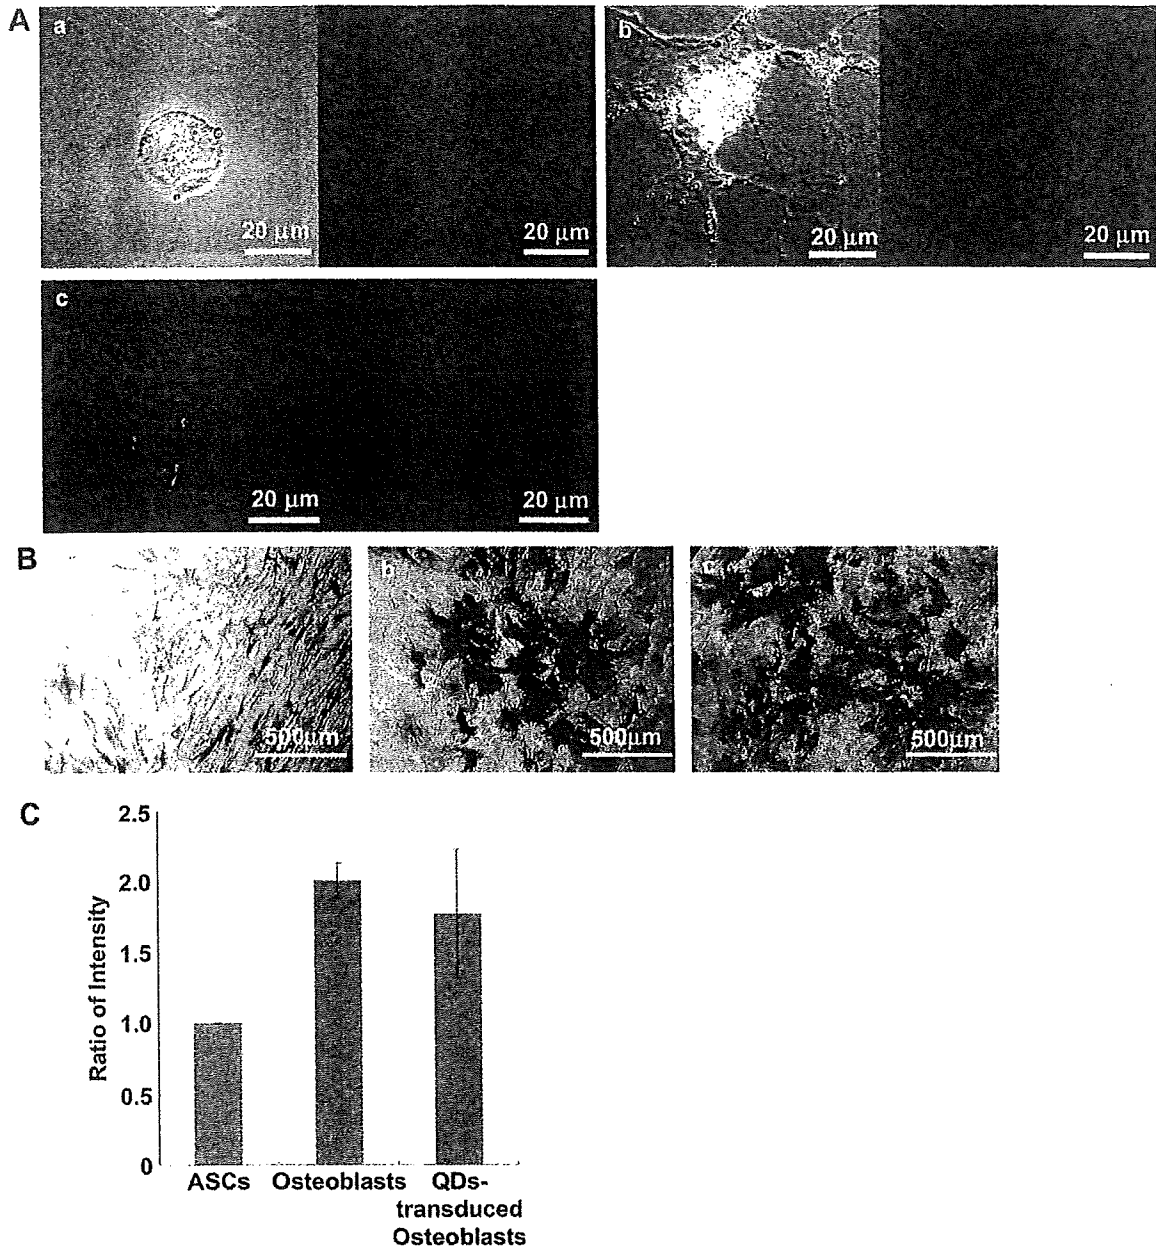 A
a
20 µm
20 µm
b
20 µm
20 µm
c
20 µm
20 µm
B
500µm
b
500µm
c
500µm
C
2.5
2.0
1.5
1.0
0.5
0
Ratio of Intensity
ASCs
Osteoblasts
QDs-
transduced
Osteoblasts